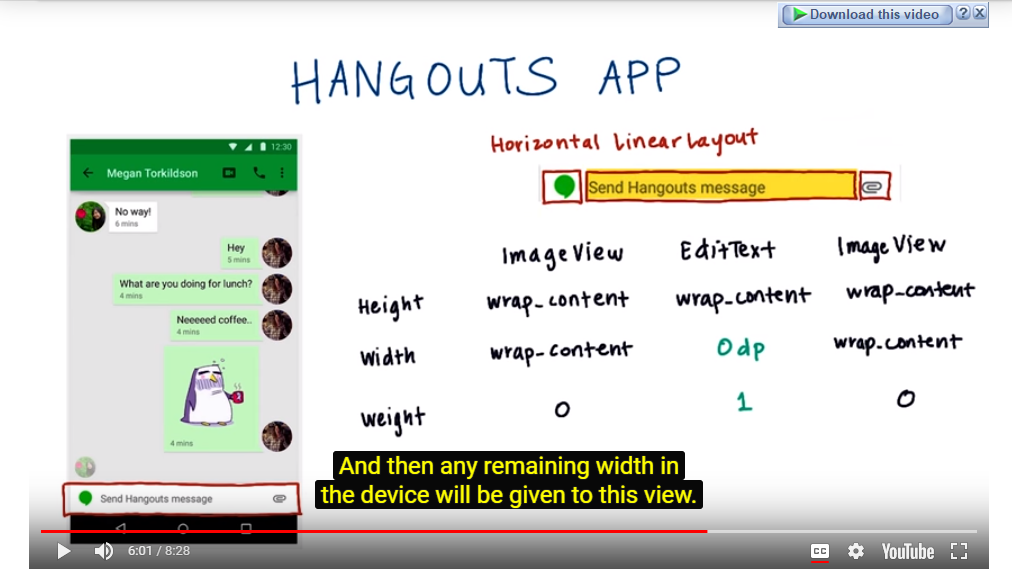 Download this video
HANGOUTS APP
12:30
Megan Torkildson
No way!
6 mins
Hey
5 mins
What are you doing for lunch?
4 mins
Neeeeed coffee..
4 mins
4 mins
Send Hangouts message
Horizontal LinearLayout
Send Hangouts message
ImageView EditText ImageView
Height wrap_content wrap_content wrap_content
Width wrap_content 0dp wrap_content
weight 0 1 0
And then any remaining width in
the device will be given to this view.
6:01 / 8:28
CC
YouTube